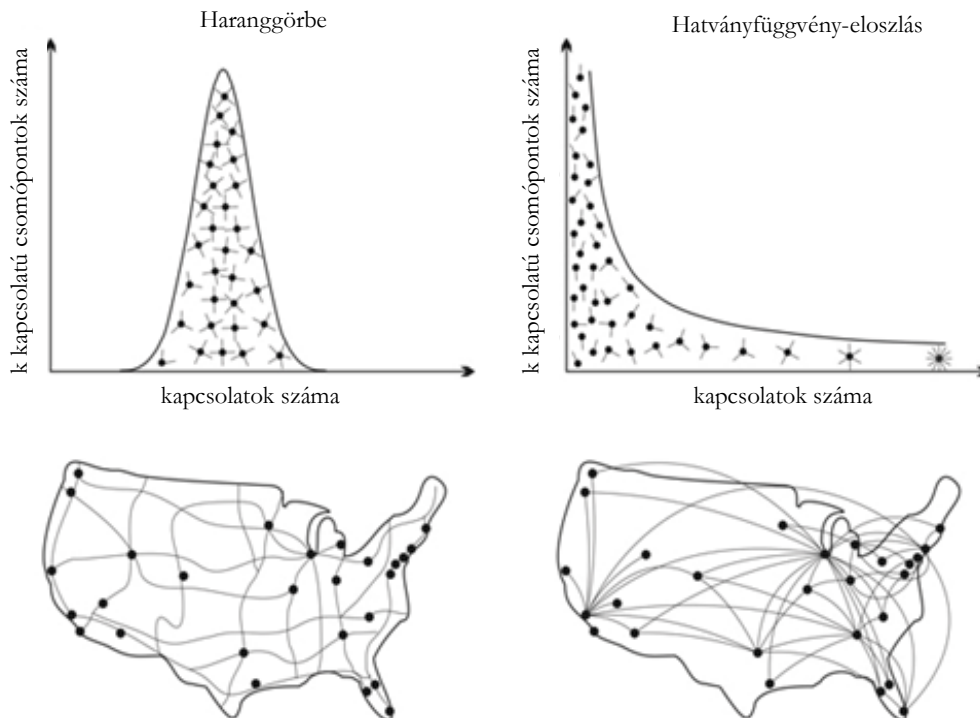 Haranggörbe
k kapcsolatú csomópontok száma
kapcsolatok száma
Hatványfüggvény-eloszlás
k kapcsolatú csomópontok száma
kapcsolatok száma